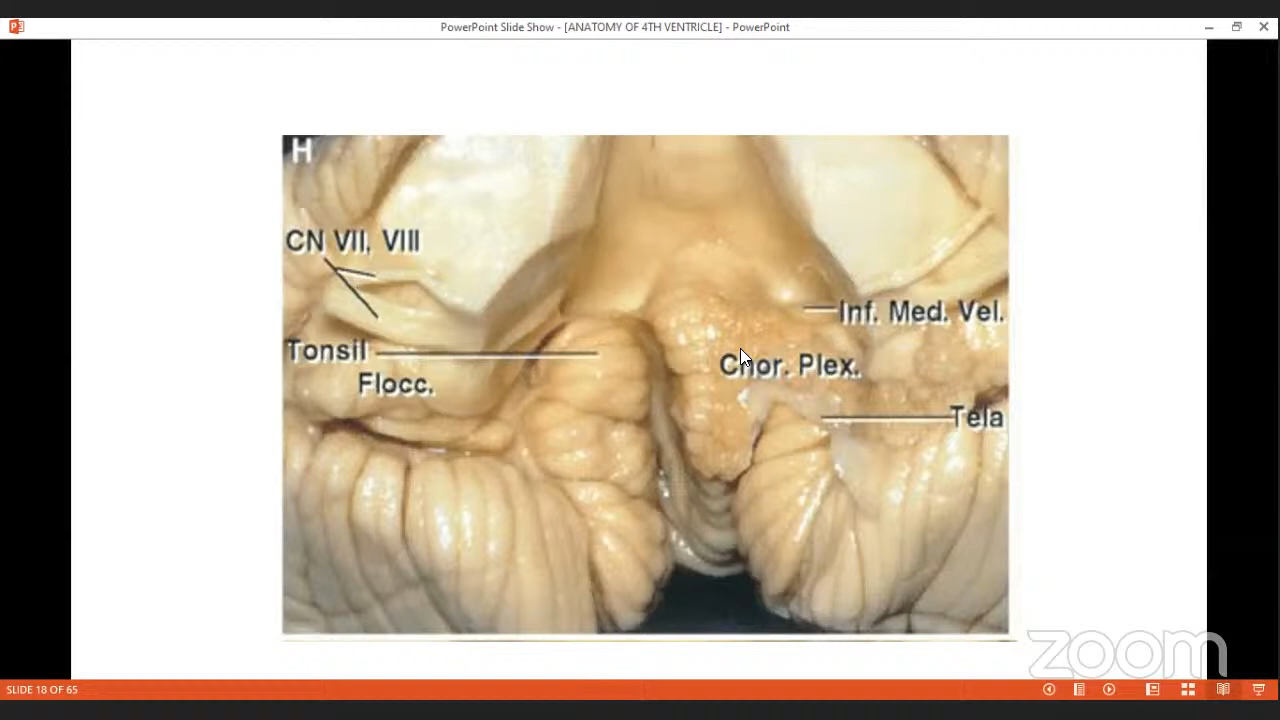 PowerPoint Slide Show - [ANATOMY OF 4TH VENTRICLE] - PowerPoint
H
CN VII, VIII
Inf. Med. Vel.
Tonsil
Chor. Plex.
Flocc.
Tela
zoom
SLIDE 18 OF 65